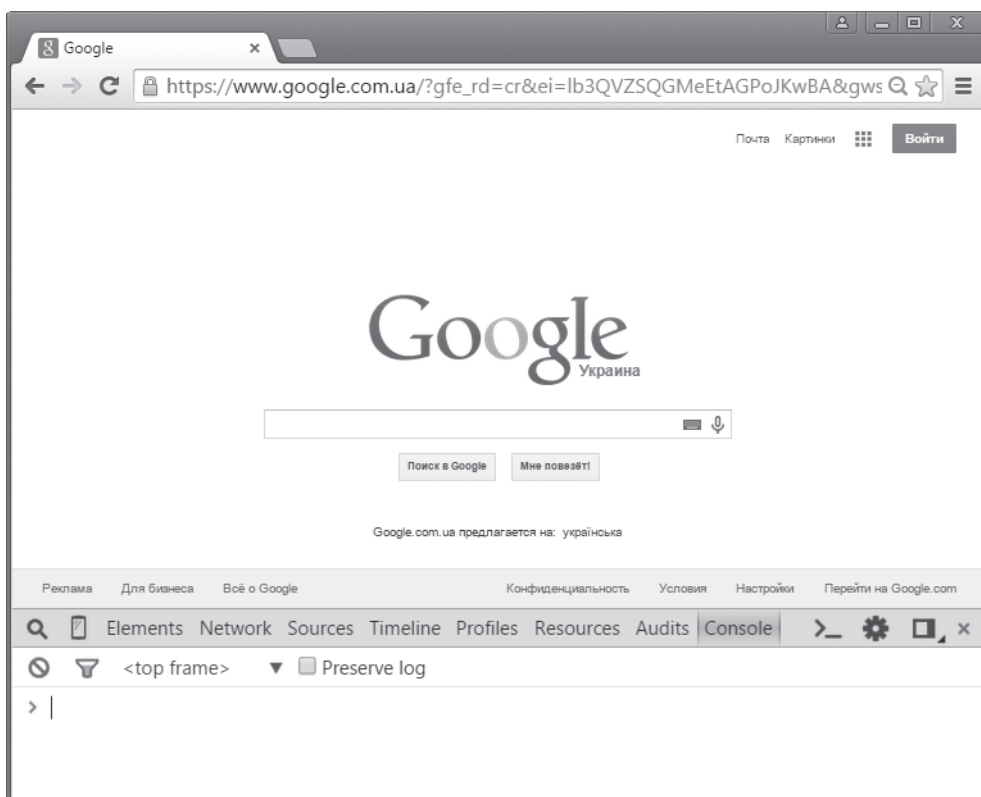 8 Google
https://www.google.com.ua/?gfe_rd=cr&ei=lb3QVZSQGMeEtAGPoJKwBA&gws
Почта Картинки Войти
Google
Украина
Поиск в Google Мне повезёт!
Google.com.ua предлагается на: українська
Реклама Для бизнеса Всё о Google Конфиденциальность Условия Настройки Перейти на Google.com
Elements Network Sources Timeline Profiles Resources Audits Console
<top frame> Preserve log